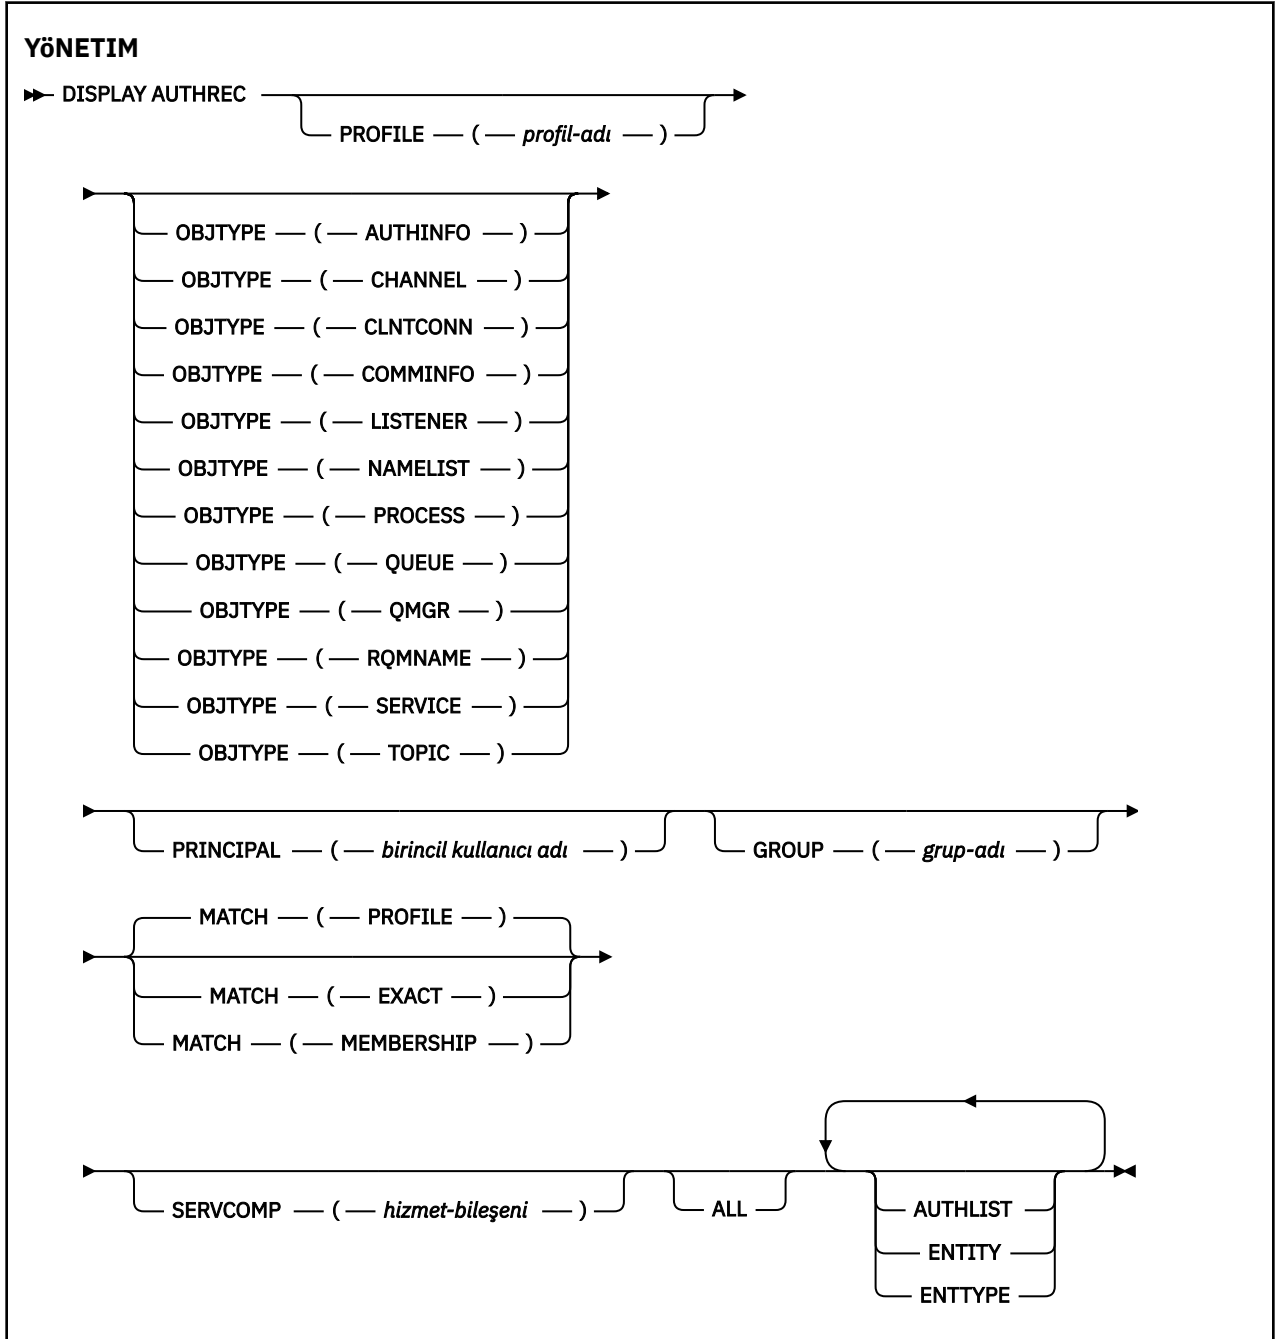 YöNETIM
DISPLAY AUTHREC
PROFILE ( profil-adı )
OBJTYPE ( AUTHINFO )
OBJTYPE ( CHANNEL )
OBJTYPE ( CLNTCONN )
OBJTYPE ( COMMINFO )
OBJTYPE ( LISTENER )
OBJTYPE ( NAMELIST )
OBJTYPE ( PROCESS )
OBJTYPE ( QUEUE )
OBJTYPE ( QMGR )
OBJTYPE ( RQMNAME )
OBJTYPE ( SERVICE )
OBJTYPE ( TOPIC )
PRINCIPAL ( birincil kullanıcı adı ) GROUP ( grup-adı )
MATCH ( PROFILE )
MATCH ( EXACT )
MATCH ( MEMBERSHIP )
SERVCOMP ( hizmet-bileşeni ) ALL AUTHLIST
ENTITY
ENTTYPE